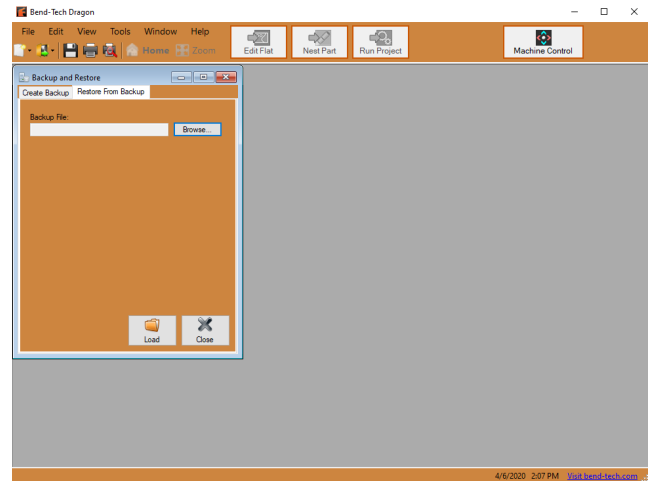 Bend-Tech Dragon
File Edit View Tools Window Help
Home Zoom
Edit Flat
Nest Part
Run Project
Machine Control
Backup and Restore
Create Backup Restore From Backup
Backup File:
Browse...
Load Close
4/6/2020 2:07 PM Visit bend-tech.com